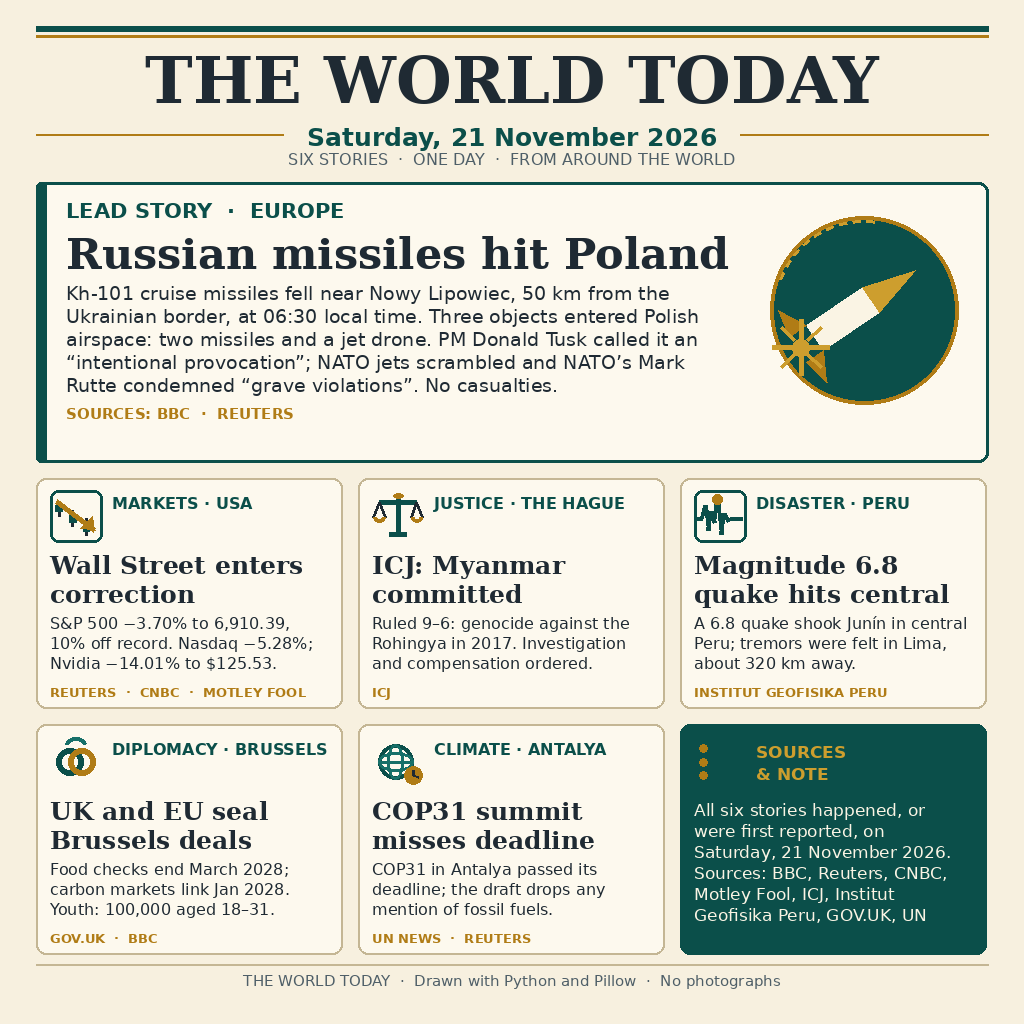 THE WORLD TODAY
Saturday, 21 November 2026
SIX STORIES · ONE DAY · FROM AROUND THE WORLD
LEAD STORY · EUROPE
Russian missiles hit Poland
Kh-101 cruise missiles fell near Nowy Lipowiec, 50 km from the
Ukrainian border, at 06:30 local time. Three objects entered Polish
airspace: two missiles and a jet drone. PM Donald Tusk called it an
“intentional provocation”; NATO jets scrambled and NATO’s Mark
Rutte condemned “grave violations”. No casualties.
SOURCES: BBC · REUTERS
MARKETS · USA
Wall Street enters
correction
S&P 500 −3.70% to 6,910.39,
10% off record. Nasdaq −5.28%;
Nvidia −14.01% to $125.53.
REUTERS · CNBC · MOTLEY FOOL
JUSTICE · THE HAGUE
ICJ: Myanmar
committed
Ruled 9–6: genocide against the
Rohingya in 2017. Investigation
and compensation ordered.
ICJ
DISASTER · PERU
Magnitude 6.8
quake hits central
A 6.8 quake shook Junín in central
Peru; tremors were felt in Lima,
about 320 km away.
INSTITUT GEOFISIKA PERU
DIPLOMACY · BRUSSELS
UK and EU seal
Brussels deals
Food checks end March 2028;
carbon markets link Jan 2028.
Youth: 100,000 aged 18–31.
GOV.UK · BBC
CLIMATE · ANTALYA
COP31 summit
misses deadline
COP31 in Antalya passed its
deadline; the draft drops any
mention of fossil fuels.
UN NEWS · REUTERS
SOURCES
& NOTE
All six stories happened, or
were first reported, on
Saturday, 21 November 2026.
Sources: BBC, Reuters, CNBC,
Motley Fool, ICJ, Institut
Geofisika Peru, GOV.UK, UN
THE WORLD TODAY · Drawn with Python and Pillow · No photographs